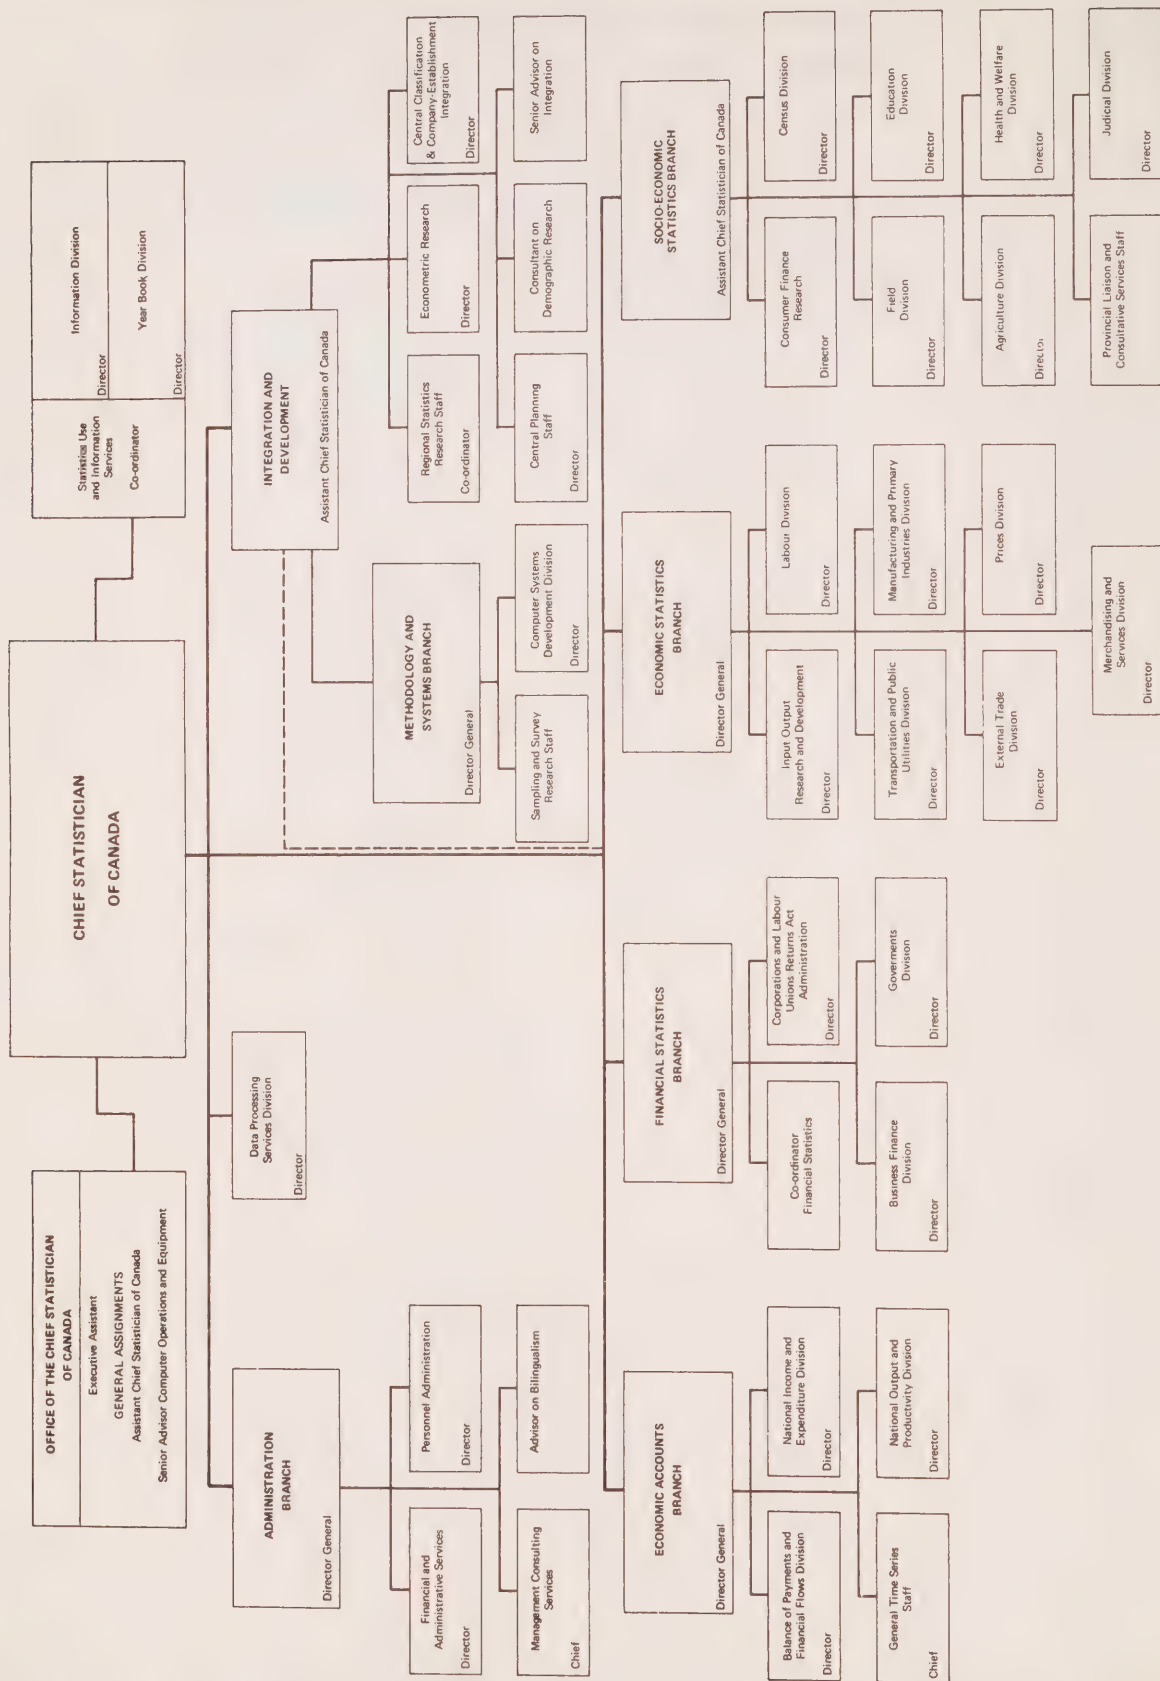 OFFICE OF THE CHIEF STATISTICIAN
OF CANADA
Executive Assistant
GENERAL ASSIGNMENTS
Assistant Chief Statistician of Canada
Senior Advisor Computer Operations and Equipment
CHIEF STATISTICIAN
OF CANADA
Statistics Use
and Information
Services
Co-ordinator
Information Division
Director
Year Book Division
Director
ADMINISTRATION
BRANCH
Director General
Data Processing
Services Division
Director
INTEGRATION AND
DEVELOPMENT
Assistant Chief Statistician of Canada
Financial and
Administrative Services
Director
Personnel Administration
Director
Management Consulting
Services
Chief
Advisor on Bilingualism
METHODOLOGY AND
SYSTEMS BRANCH
Director General
Sampling and Survey
Research Staff
Computer Systems
Development Division
Director
Regional Statistics
Research Staff
Co-ordinator
Econometric Research
Director
Central Classification
& Company-Establishment
Integration
Director
Central Planning
Staff
Director
Consultant on
Demographic Research
Senior Advisor on
Integration
ECONOMIC ACCOUNTS
BRANCH
Director General
Balance of Payments and
Financial Flows Division
Director
National Income and
Expenditure Division
Director
General Time Series
Staff
Chief
National Output and
Productivity Division
Director
FINANCIAL STATISTICS
BRANCH
Director General
Co-ordinator
Financial Statistics
Corporations and Labour
Unions Returns Act
Administration
Director
Business Finance
Division
Director
Goverments
Division
Director
ECONOMIC STATISTICS
BRANCH
Director General
Input Output
Research and Development
Director
Labour Division
Director
Transportation and Public
Utilities Division
Director
Manufacturing and Primary
Industries Division
Director
External Trade
Division
Director
Prices Division
Director
Merchandising and
Services Division
Director
SOCIO-ECONOMIC
STATISTICS BRANCH
Assistant Chief Statistician of Canada
Consumer Finance
Research
Director
Census Division
Director
Field
Division
Director
Education
Division
Director
Agriculture Division
Director
Health and Welfare
Division
Director
Provincial Liaison and
Consultative Services Staff
Judicial Division
Director